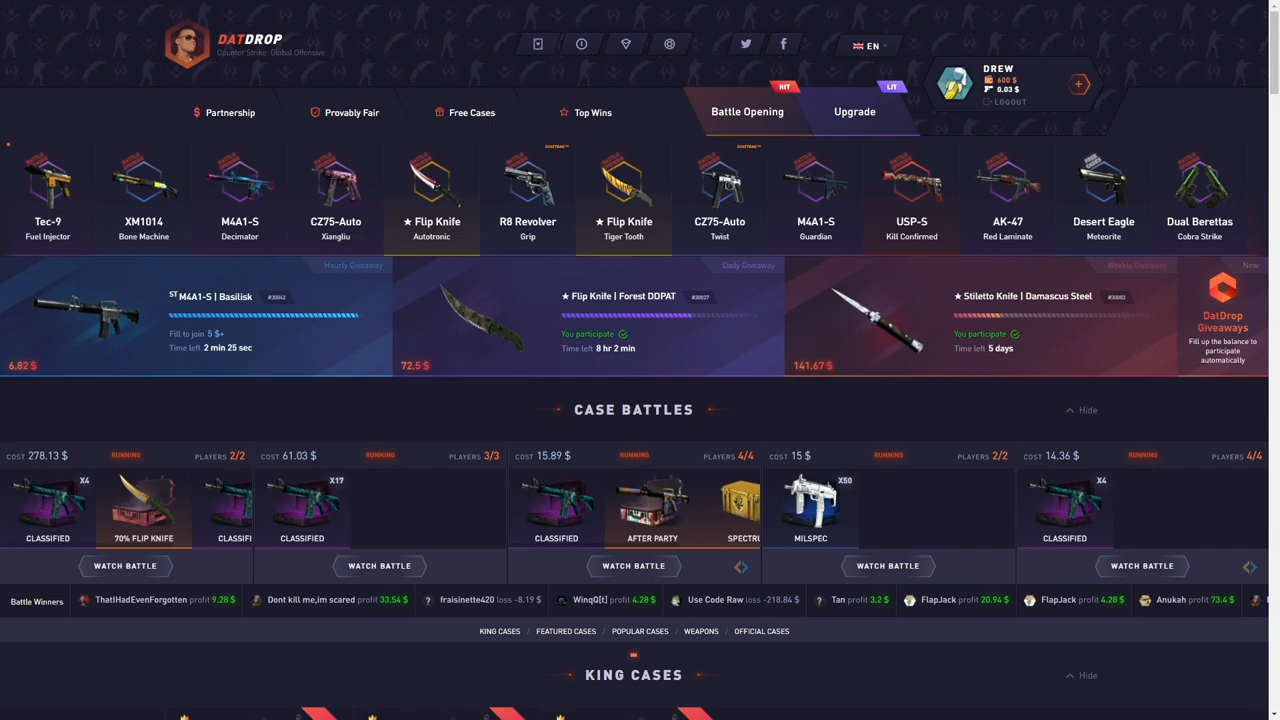 DATDROP
Counter Strike: Global Offensive
EN
DREW
600 $
0.03 $
LOGOUT
Partnership
Provably Fair
Free Cases
Top Wins
HIT
Battle Opening
LIT
Upgrade
Tec-9
Fuel Injector
XM1014
Bone Machine
M4A1-S
Decimator
CZ75-Auto
Xiangliu
★ Flip Knife
Autotronic
STATTRAK™
R8 Revolver
Grip
★ Flip Knife
Tiger Tooth
STATTRAK™
CZ75-Auto
Twist
M4A1-S
Guardian
USP-S
Kill Confirmed
AK-47
Red Laminate
FREE CASES
Desert Eagle
Meteorite
Dual Berettas
Cobra Strike
Hourly Giveaway
ST M4A1-S | Basilisk
#30042
Fill to join 5 $+
Time left 2 min 25 sec
6.82 $
Daily Giveaway
★ Flip Knife | Forest DDPAT
#30027
You participate
Time left 8 hr 2 min
72.5 $
Weekly Giveaway
★ Stiletto Knife | Damascus Steel
#30002
You participate
Time left 5 days
141.67 $
New
DatDrop
Giveaways
Fill up the balance to
participate
automatically
CASE BATTLES
Hide
COST 278.13 $
RUNNING
PLAYERS 2/2
X4
CLASSIFIED
70% FLIP KNIFE
CLASSIFI
WATCH BATTLE
COST 61.03 $
RUNNING
PLAYERS 3/3
X17
CLASSIFIED
WATCH BATTLE
COST 15.89 $
RUNNING
PLAYERS 4/4
CLASSIFIED
AFTER PARTY
SPECTRU
WATCH BATTLE
COST 15 $
RUNNING
PLAYERS 2/2
X50
MILSPEC
WATCH BATTLE
COST 14.36 $
RUNNING
PLAYERS 4/4
X4
CLASSIFIED
WATCH BATTLE
Battle Winners
ThatIHadEvenForgotten profit 9.28 $
Dont kill me,im scared profit 33.54 $
fraisinette420 loss -8.19 $
WinqQ[t] profit 4.28 $
Use Code Raw loss -218.84 $
Tan profit 3.2 $
FlapJack profit 20.94 $
FlapJack profit 4.28 $
Anukah profit 73.4 $
KING CASES / FEATURED CASES / POPULAR CASES / WEAPONS / OFFICIAL CASES
KING CASES
Hide